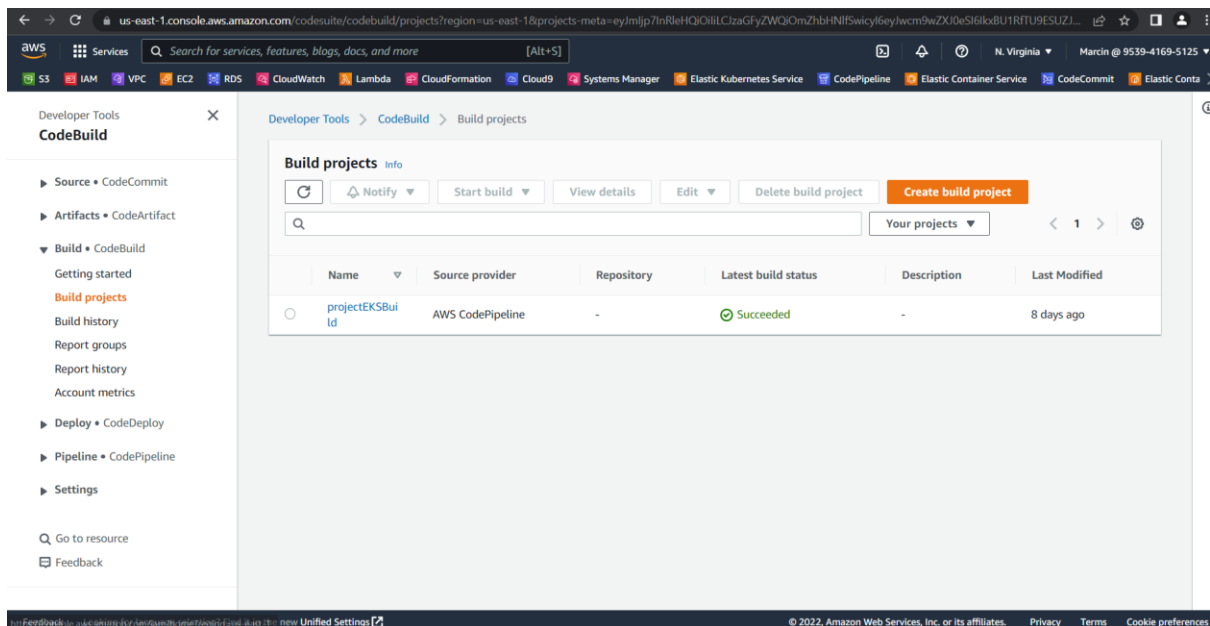 us-east-1.console.aws.amazon.com/codesuite/codebuild/projects?region=us-east-1&projects-meta=
aws Services Search for services, features, blogs, docs, and more [Alt+S] N. Virginia Marcin @ 9539-4169-5125
S3 IAM VPC EC2 RDS CloudWatch Lambda CloudFormation Cloud9 Systems Manager Elastic Kubernetes Service CodePipeline Elastic Container Service CodeCommit Elastic Conta
Developer Tools
CodeBuild
Source • CodeCommit
Artifacts • CodeArtifact
Build • CodeBuild
Getting started
Build projects
Build history
Report groups
Report history
Account metrics
Deploy • CodeDeploy
Pipeline • CodePipeline
Settings
Go to resource
Feedback
Developer Tools > CodeBuild > Build projects
Build projects Info
Notify Start build View details Edit Delete build project Create build project
Your projects < 1 >
Name Source provider Repository Latest build status Description Last Modified
projectEKSBui
ld AWS CodePipeline - Succeeded - 8 days ago
new Unified Settings © 2022, Amazon Web Services, Inc. or its affiliates. Privacy Terms Cookie preferences